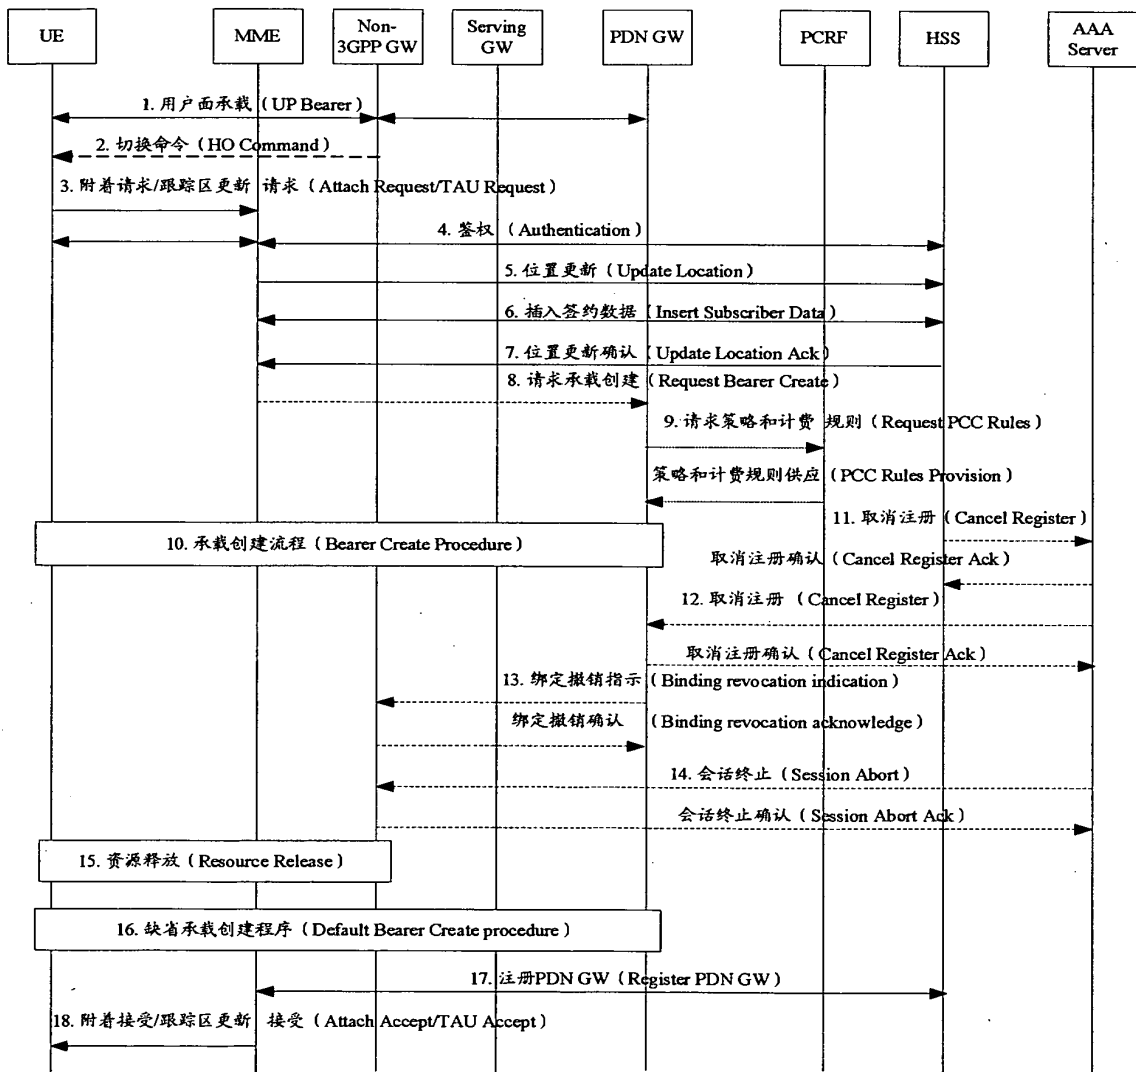 UE
MME
Non-
3GPP GW
Serving
GW
PDN GW
PCRF
HSS
AAA
Server
1. 用户面承载（UP Bearer）
2. 切换命令（HO Command）
3. 附着请求/跟踪区更新 请求（Attach Request/TAU Request）
4. 鉴权 （Authentication）
5. 位置更新（Update Location）
6. 插入签约数据（Insert Subscriber Data）
7. 位置更新确认（Update Location Ack）
8. 请求承载创建（Request Bearer Create）
9. 请求策略和计费 规则（Request PCC Rules）
策略和计费规则供应（PCC Rules Provision）
11. 取消注册（Cancel Register）
10. 承载创建流程（Bearer Create Procedure）
取消注册确认（Cancel Register Ack）
12. 取消注册 （Cancel Register）
取消注册确认（Cancel Register Ack）
13. 绑定撤销指示（Binding revocation indication）
绑定撤销确认 （Binding revocation acknowledge）
14. 会话终止（Session Abort）
会话终止确认（Session Abort Ack）
15. 资源释放（Resource Release）
16. 缺省承载创建程序（Default Bearer Create procedure）
17. 注册PDN GW（Register PDN GW）
18. 附着接受/跟踪区更新 接受（Attach Accept/TAU Accept）